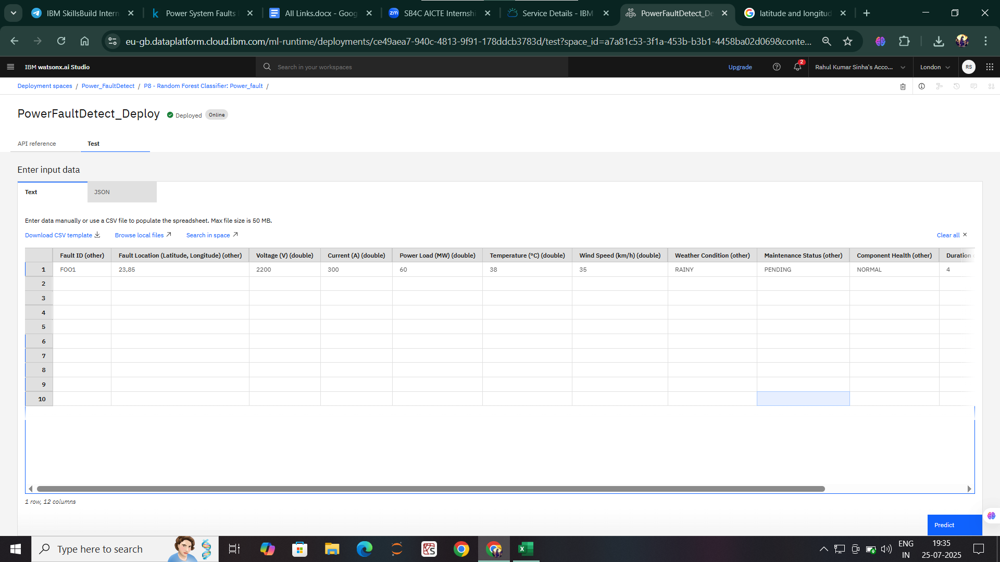 IBM SkillsBuild Intern
Power System Faults
All Links.docx - Goog
SB4C AICTE Internshi
Service Details - IBM
PowerFaultDetect_De
latitude and longitud
eu-gb.dataplatform.cloud.ibm.com/ml-runtime/deployments/ce49aea7-940c-4813-9f91-178ddcb3783d/test?space_id=a7a81c53-3f1a-453b-b3b1-4458ba02d069&conte...
IBM watsonx.ai Studio
Search in your workspaces
Upgrade
2
Rahul Kumar Sinha's Acco...
London
RS
Deployment spaces / Power_FaultDetect / P8 - Random Forest Classifier: Power_fault /
PowerFaultDetect_Deploy
Deployed
Online
API reference
Test
Enter input data
Text
JSON
Enter data manually or use a CSV file to populate the spreadsheet. Max file size is 50 MB.
Download CSV template
Browse local files
Search in space
Clear all
Fault ID (other) Fault Location (Latitude, Longitude) (other) Voltage (V) (double) Current (A) (double) Power Load (MW) (double) Temperature (°C) (double) Wind Speed (km/h) (double) Weather Condition (other) Maintenance Status (other) Component Health (other) Duration
1 FOO1 23,85 2200 300 60 38 35 RAINY PENDING NORMAL 4
2
3
4
5
6
7
8
9
10
1 row, 12 columns
Predict
Type here to search
ENG
IN
19:35
25-07-2025